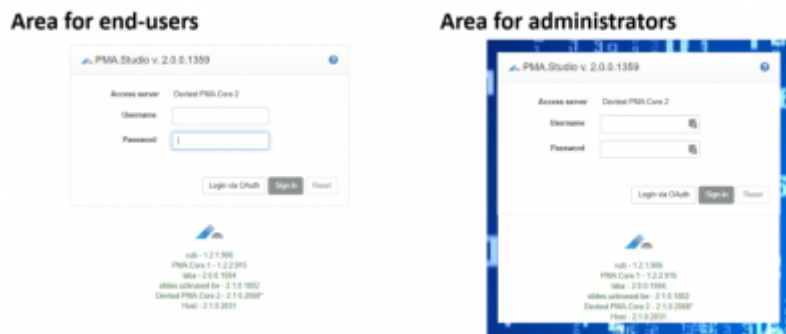 Area for end-users
PMA.Studio v. 2.0.0.1359
Access server Devtest PMA.Core 2
Username
Password
Login via OAuth Sign in Reset
PMA.Core 1 - 1.2.2.915
Devtest PMA.Core 2 - 2.1.0.2068*
Host - 2.1.0.2031
Area for administrators
PMA.Studio v. 2.0.0.1359
Access server Devtest PMA.Core 2
Username
Password
Login via OAuth Sign in Reset
PMA.Core 1 - 1.2.2.915
Devtest PMA.Core 2 - 2.1.0.2068*
Host - 2.1.0.2031